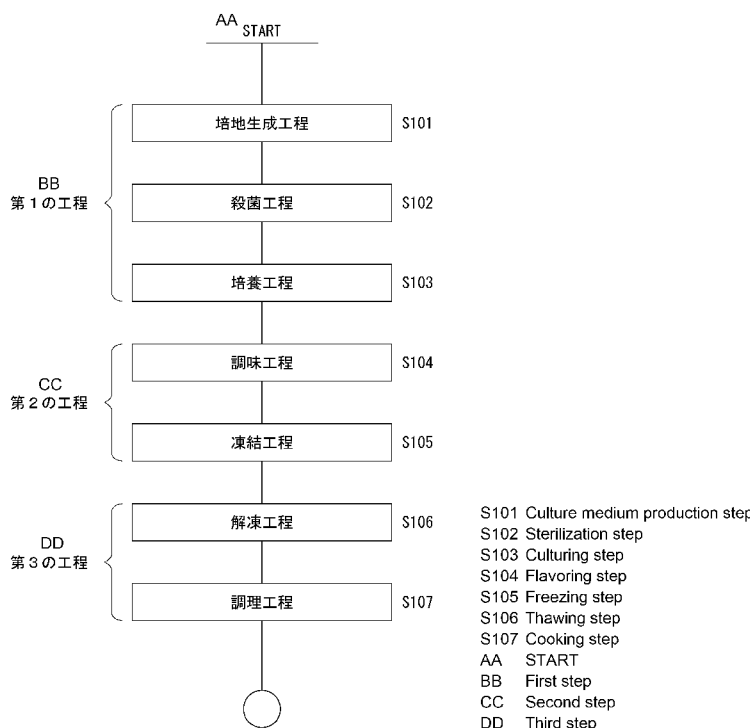 AA START
培地生成工程 S101
BB
第１の工程
殺菌工程 S102
培養工程 S103
調味工程 S104
CC
第２の工程
凍結工程 S105
解凍工程 S106
DD
第３の工程
調理工程 S107
S101 Culture medium production step
S102 Sterilization step
S103 Culturing step
S104 Flavoring step
S105 Freezing step
S106 Thawing step
S107 Cooking step
AA START
BB First step
CC Second step
DD Third step